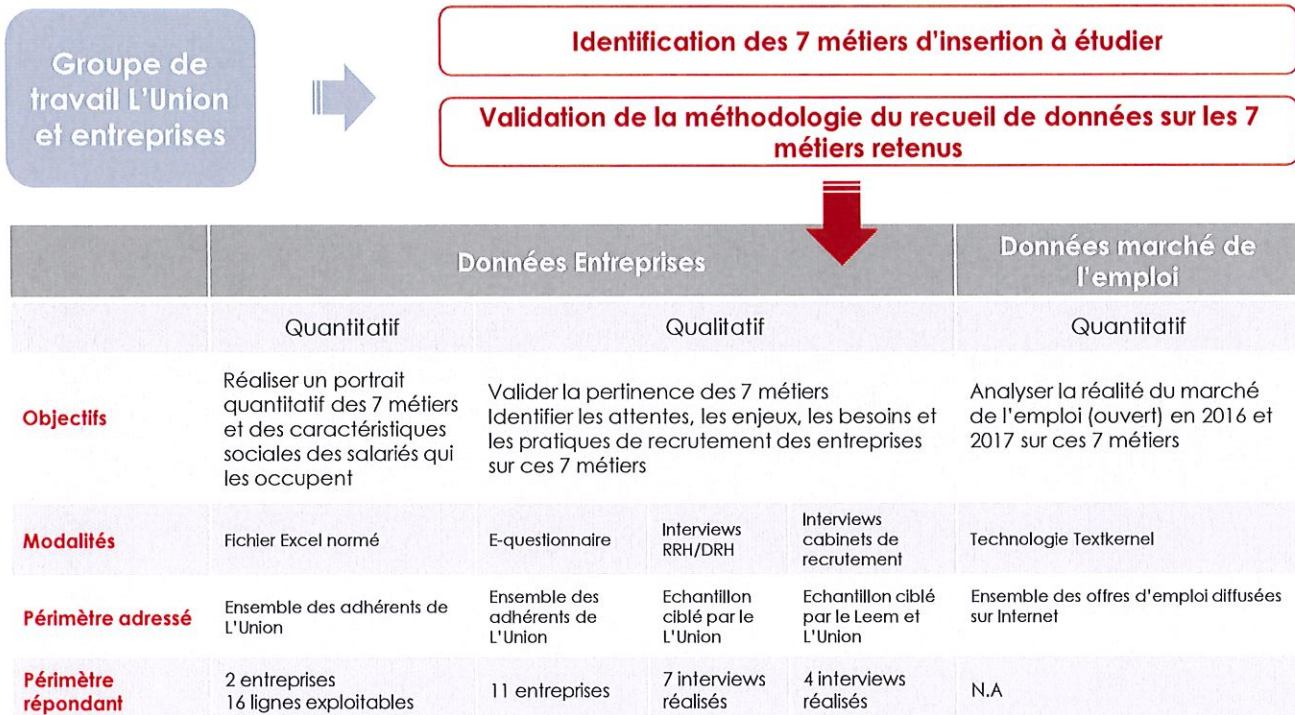 Groupe de
travail L'Union
et entreprises
Identification des 7 métiers d'insertion à étudier
Validation de la méthodologie du recueil de données sur les 7
métiers retenus
Données Entreprises
Données marché de
l'emploi
Quantitatif
Qualitatif
Quantitatif
Objectifs
Réaliser un portrait
quantitatif des 7 métiers
et des caractéristiques
sociales des salariés qui
les occupent
Valider la pertinence des 7 métiers
Identifier les attentes, les enjeux, les besoins et
les pratiques de recrutement des entreprises
sur ces 7 métiers
Analyser la réalité du marché
de l'emploi (ouvert) en 2016 et
2017 sur ces 7 métiers
Modalités
Fichier Excel normé
E-questionnaire
Interviews
RRH/DRH
Interviews
cabinets de
recrutement
Technologie Textkernel
Périmètre adressé
Ensemble des adhérents de
L'Union
Ensemble des
adhérents de
L'Union
Echantillon
ciblé par le
L'Union
Echantillon ciblé
par le Leem et
L'Union
Ensemble des offres d'emploi diffusées
sur Internet
Périmètre
répondant
2 entreprises
16 lignes exploitables
11 entreprises
7 interviews
réalisés
4 interviews
réalisés
N.A